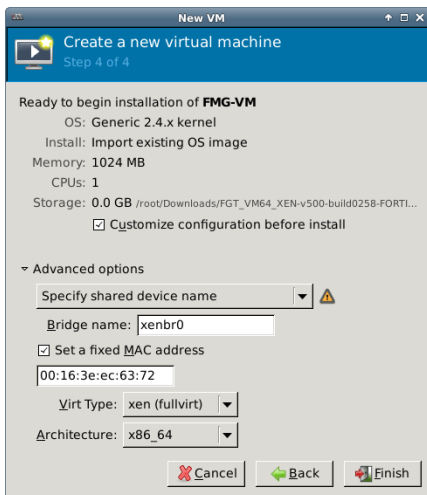 New VM
Create a new virtual machine
Step 4 of 4
Ready to begin installation of FMG-VM
OS: Generic 2.4.x kernel
Install: Import existing OS image
Memory: 1024 MB
CPUs: 1
Storage: 0.0 GB /root/Downloads/FGT_VM64_XEN-v500-build0258-FORTI...
Customize configuration before install
Advanced options
Specify shared device name
Bridge name: xenbr0
Set a fixed MAC address
00:16:3e:ec:63:72
Virt Type: xen (fullvirt)
Architecture: x86_64
Cancel Back Finish